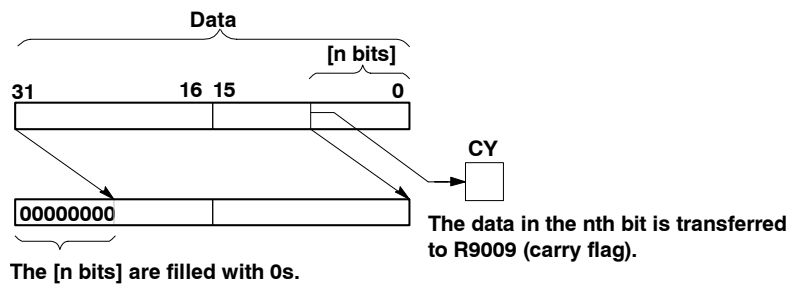 Data
[n bits]
31 16 15 0
CY
00000000
The data in the nth bit is transferred
to R9009 (carry flag).
The [n bits] are filled with 0s.